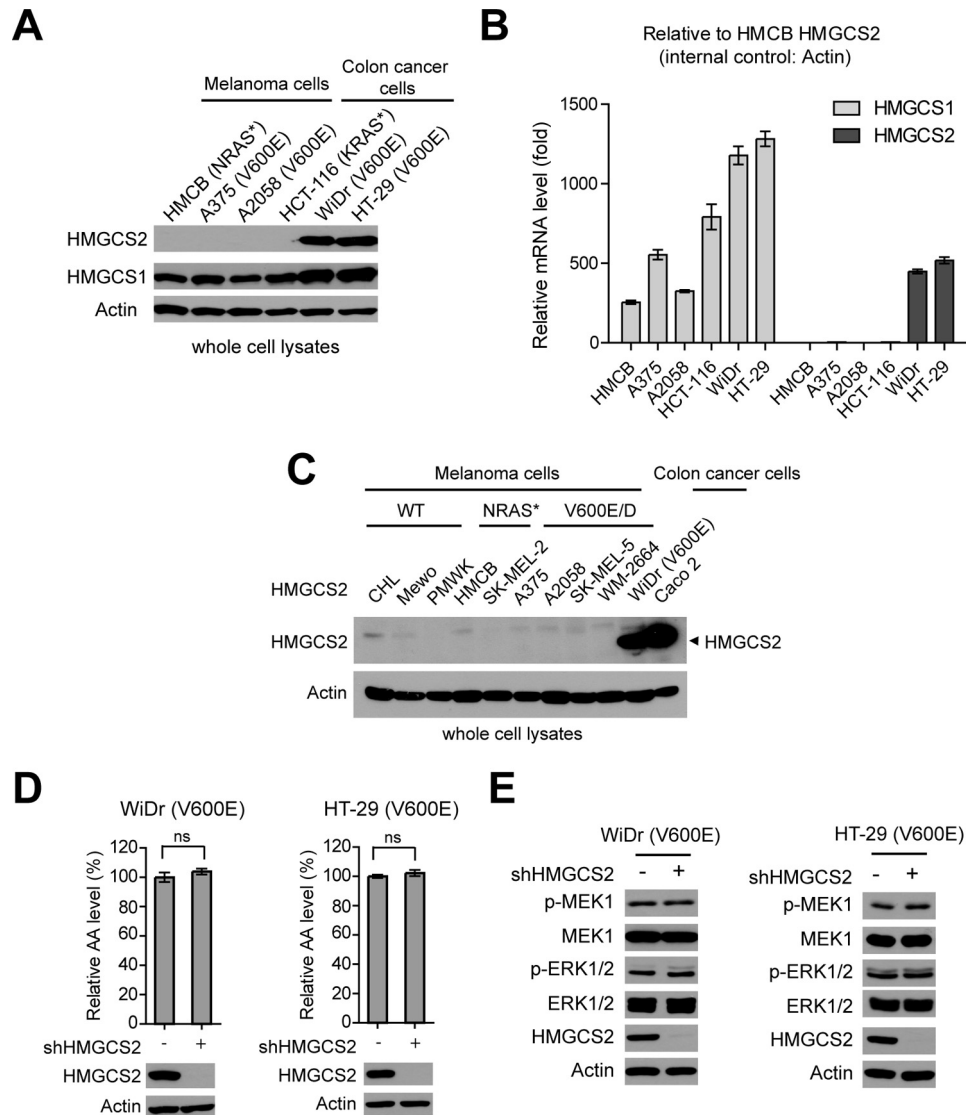 A
Melanoma cells
Colon cancer
cells
HMCB (NRAS*)
A375 (V600E)
A2058 (V600E)
HCT-116 (KRAS*)
WiDr (V600E)
HT-29 (V600E)
HMGCS2
HMGCS1
Actin
whole cell lysates
B
Relative to HMCB HMGCS2
(internal control: Actin)
Relative mRNA level (fold)
1500
1000
500
0
HMGCS1
HMGCS2
HMCB
A375
A2058
HCT-116
WiDr
HT-29
HMCB
A375
A2058
HCT-116
WiDr
HT-29
C
Melanoma cells
Colon cancer cells
WT
NRAS*
V600E/D
HMGCS2
CHL
Mewo
PMWK
HMCB
SK-MEL-2
A375
A2058
SK-MEL-5
WM-2664
WiDr (V600E)
Caco 2
HMGCS2
◄ HMGCS2
Actin
whole cell lysates
D
WiDr (V600E)
Relative AA level (%)
120
100
80
60
40
20
0
ns
shHMGCS2 - +
HMGCS2
Actin
HT-29 (V600E)
Relative AA level (%)
120
100
80
60
40
20
0
ns
shHMGCS2 - +
HMGCS2
Actin
E
WiDr (V600E)
shHMGCS2 - +
p-MEK1
MEK1
p-ERK1/2
ERK1/2
HMGCS2
Actin
HT-29 (V600E)
shHMGCS2 - +
p-MEK1
MEK1
p-ERK1/2
ERK1/2
HMGCS2
Actin